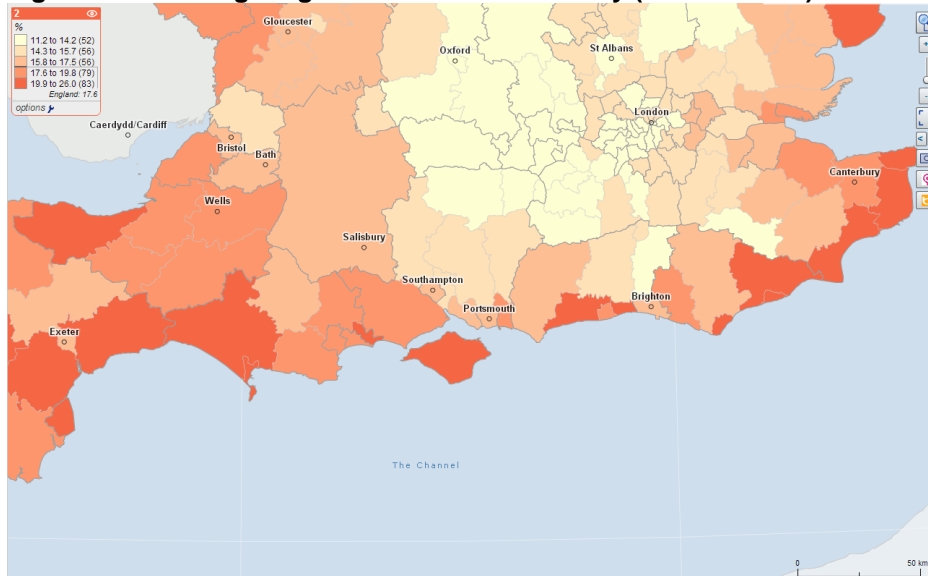 2
%
11.2 to 14.2 (52)
14.3 to 15.7 (56)
15.8 to 17.5 (56)
17.6 to 19.8 (79)
19.9 to 26.0 (83)
England: 17.6
options
Gloucester
Oxford
St Albans
London
Caerdydd/Cardiff
Bristol
Bath
Canterbury
Wells
Salisbury
Southampton
Portsmouth
Brighton
Exeter
The Channel
0
50 km